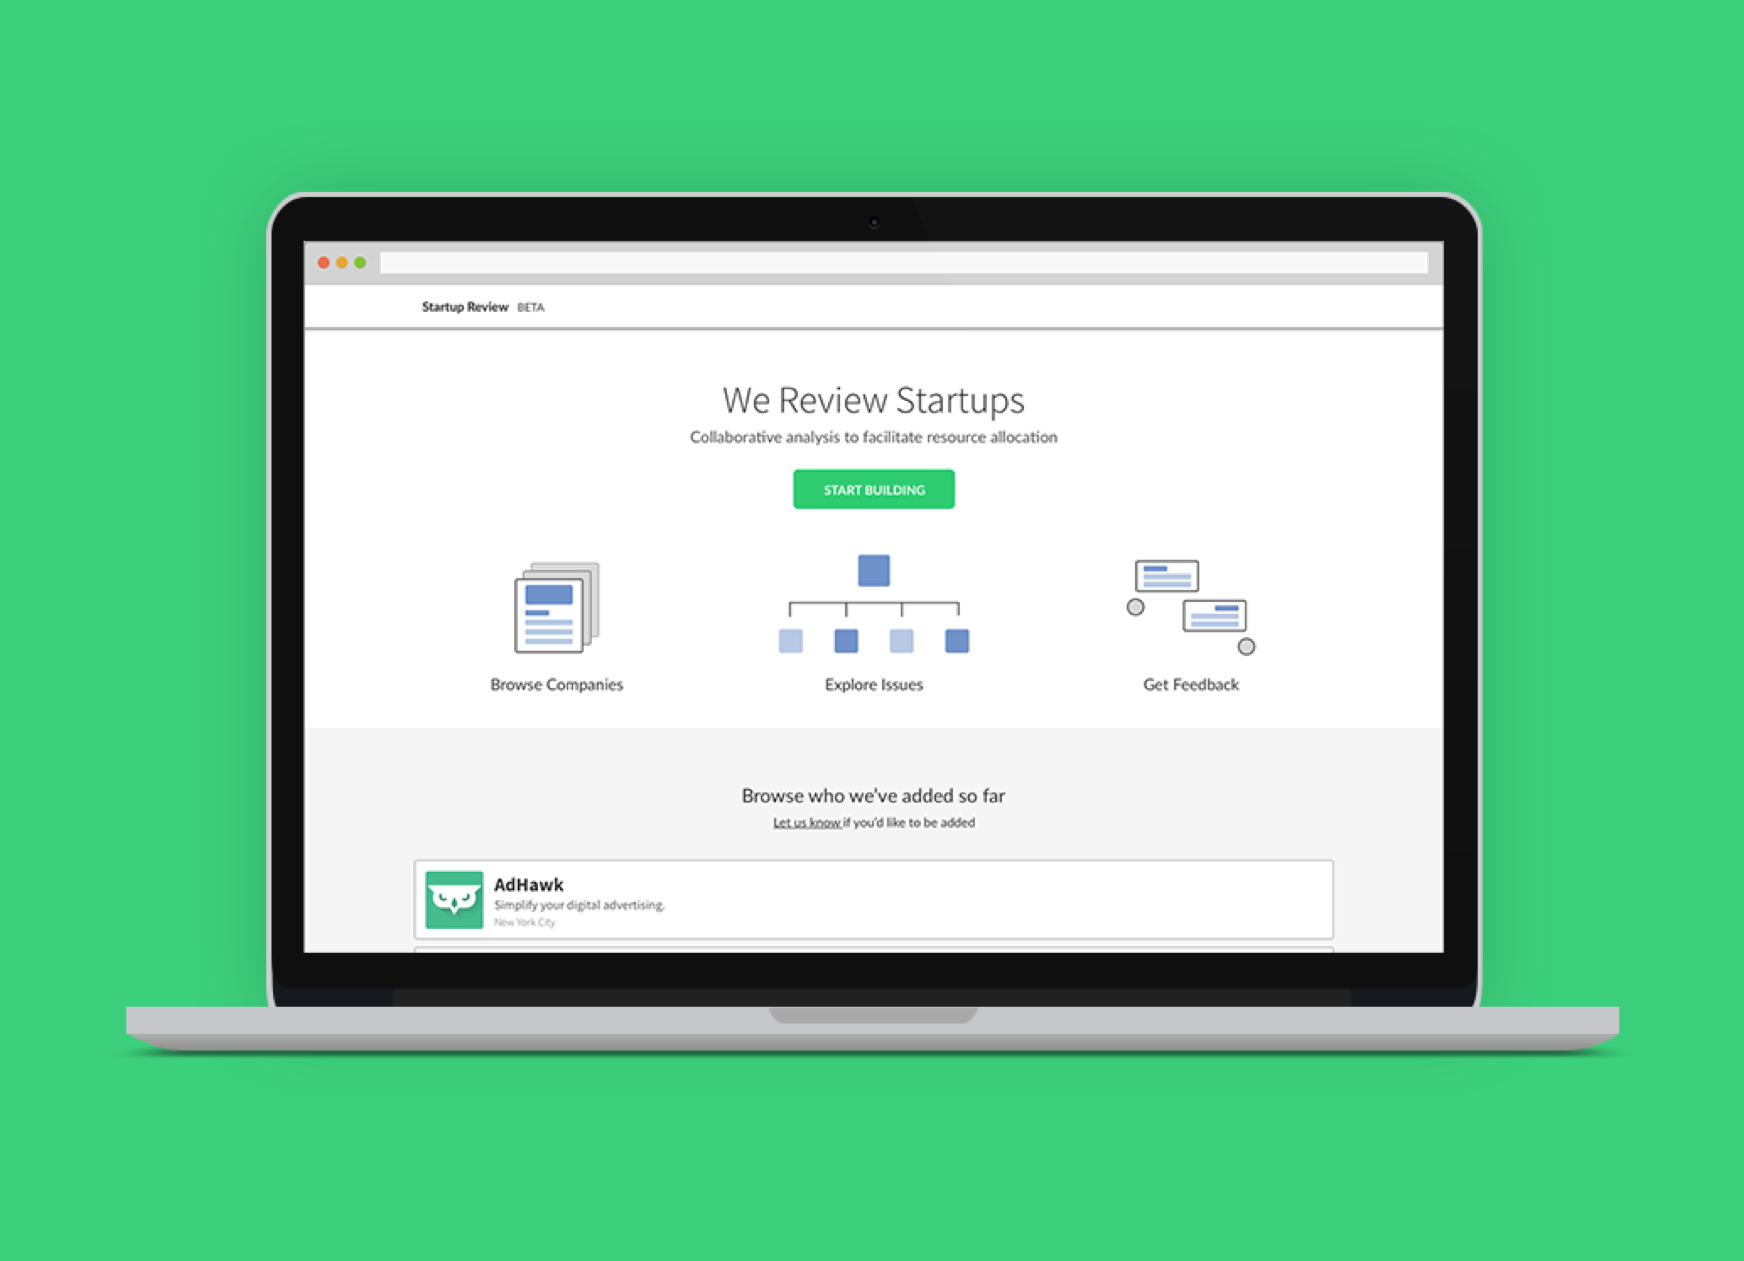 Startup Review BETA
We Review Startups
Collaborative analysis to facilitate resource allocation
START BUILDING
Browse Companies
Explore Issues
Get Feedback
Browse who we've added so far
Let us know if you'd like to be added
AdHawk
Simplify your digital advertising.
New York City